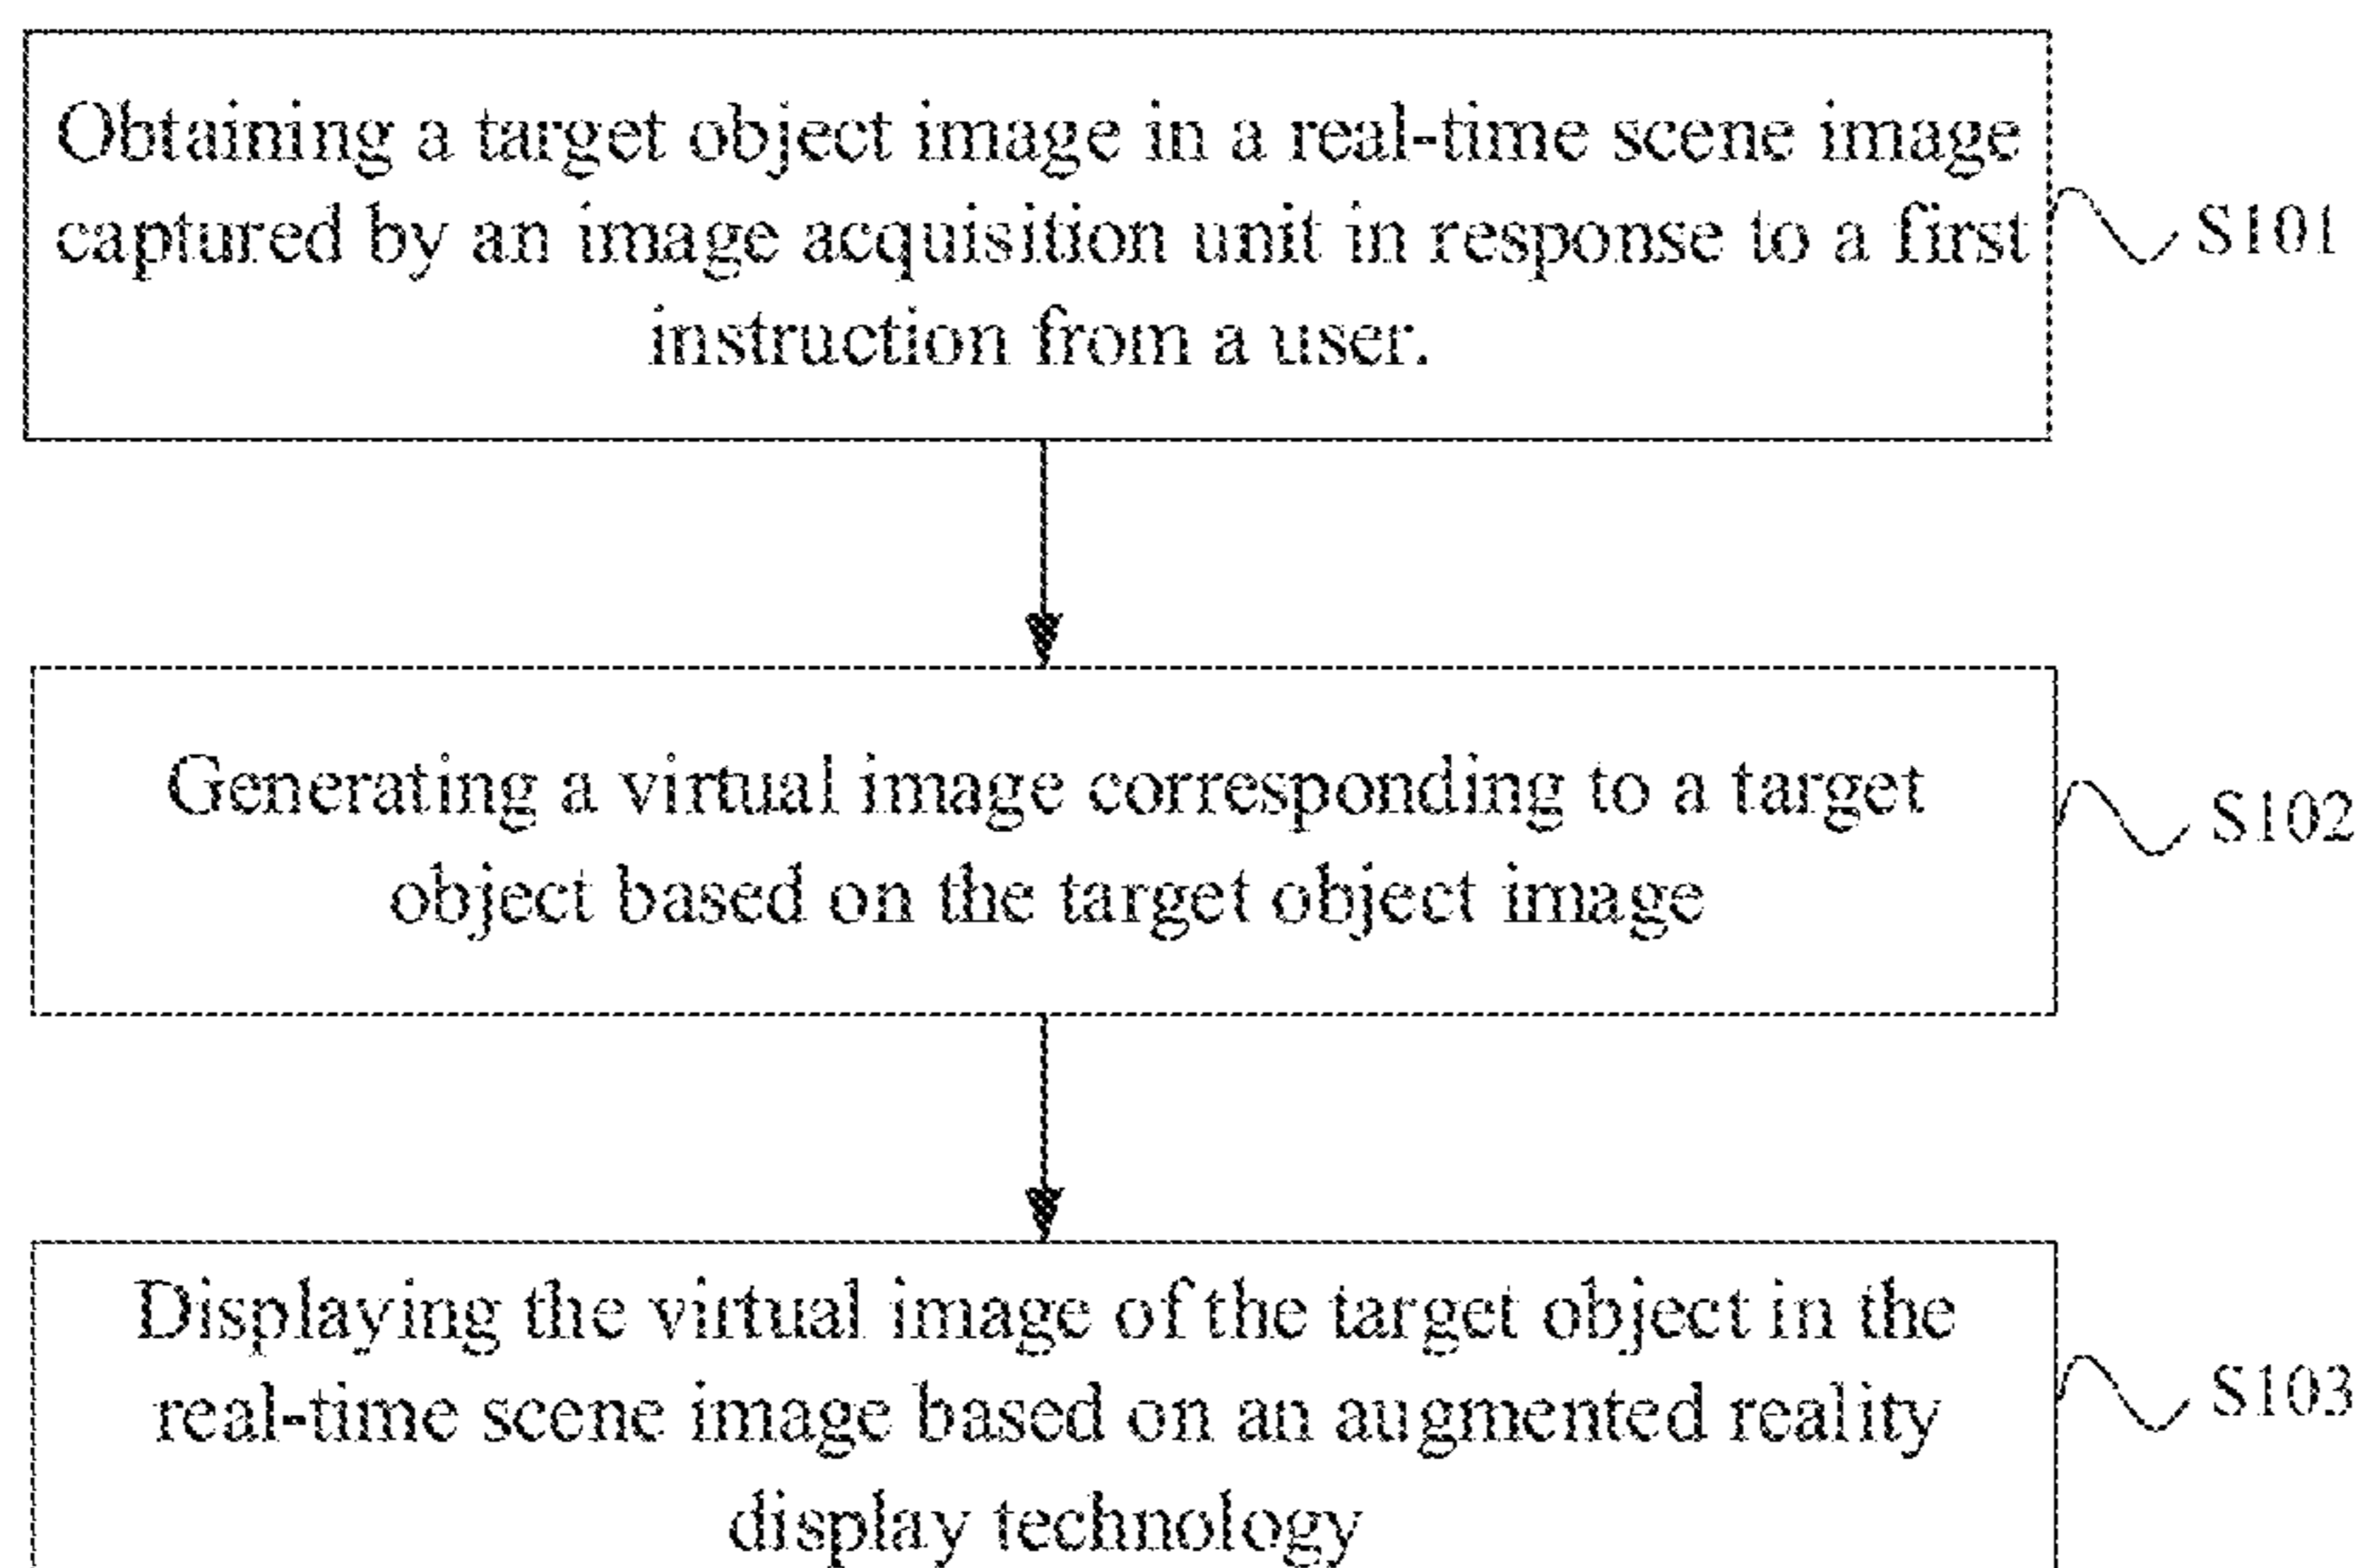 Obtaining a target object image in a real-time scene image
captured by an image acquisition unit in response to a first
instruction from a user.
S101
Generating a virtual image corresponding to a target
object based on the target object image
S102
Displaying the virtual image of the target object in the
real-time scene image based on an augmented reality
display technology
S103